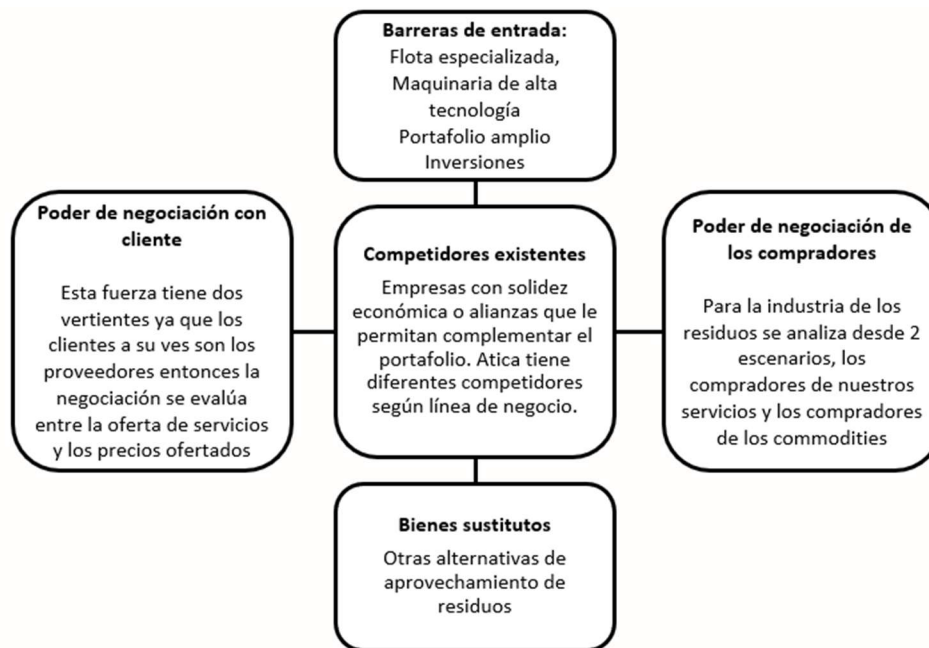 Barreras de entrada:
Flota especializada,
Maquinaria de alta
tecnología
Portafolio amplio
Inversiones
Poder de negociación con
cliente
Esta fuerza tiene dos
vertientes ya que los
clientes a su ves son los
proveedores entonces la
negociación se evalúa
entre la oferta de servicios
y los precios ofertados
Competidores existentes
Empresas con solidez
económica o alianzas que le
permitan complementar el
portafolio. Atica tiene
diferentes competidores
según línea de negocio.
Poder de negociación de
los compradores
Para la industria de los
residuos se analiza desde 2
escenarios, los
compradores de nuestros
servicios y los compradores
de los commodities
Bienes sustitutos
Otras alternativas de
aprovechamiento de
residuos